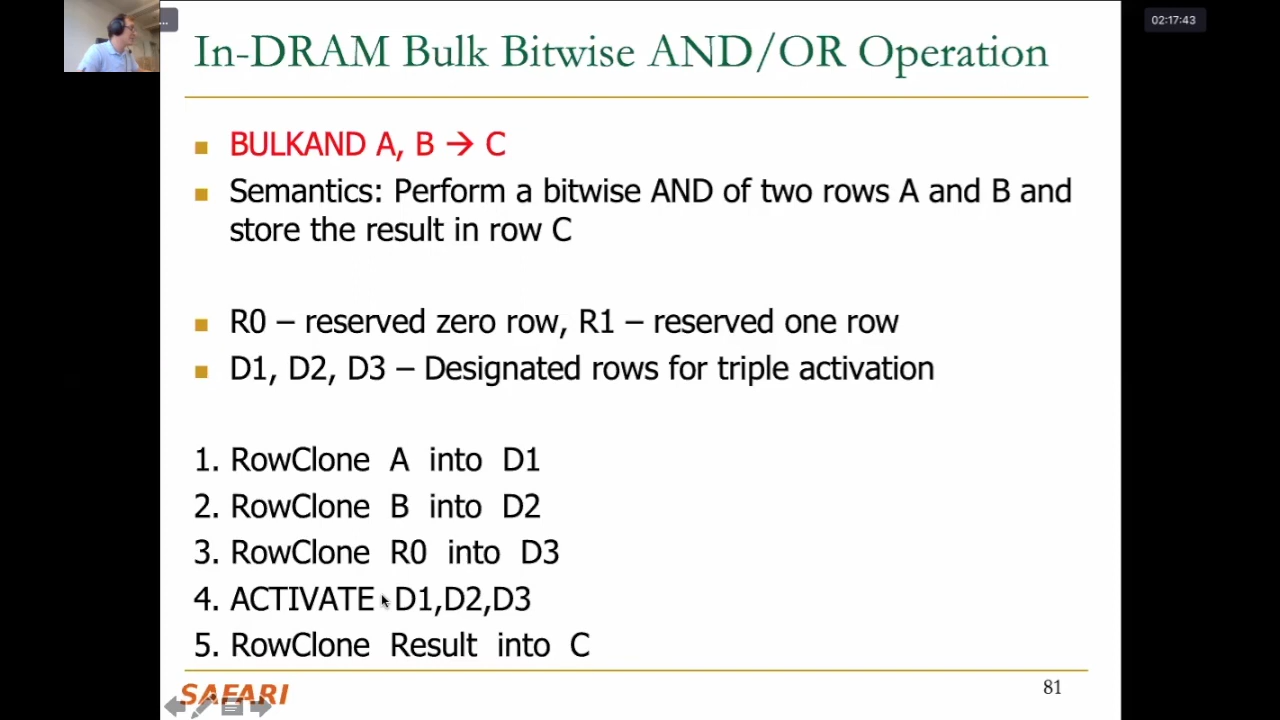 ...
02:17:43
In-DRAM Bulk Bitwise AND/OR Operation
BULKAND A, B → C
Semantics: Perform a bitwise AND of two rows A and B and
store the result in row C
R0 – reserved zero row, R1 – reserved one row
D1, D2, D3 – Designated rows for triple activation
1. RowClone A into D1
2. RowClone B into D2
3. RowClone R0 into D3
4. ACTIVATE D1,D2,D3
5. RowClone Result into C
SAFARI
81